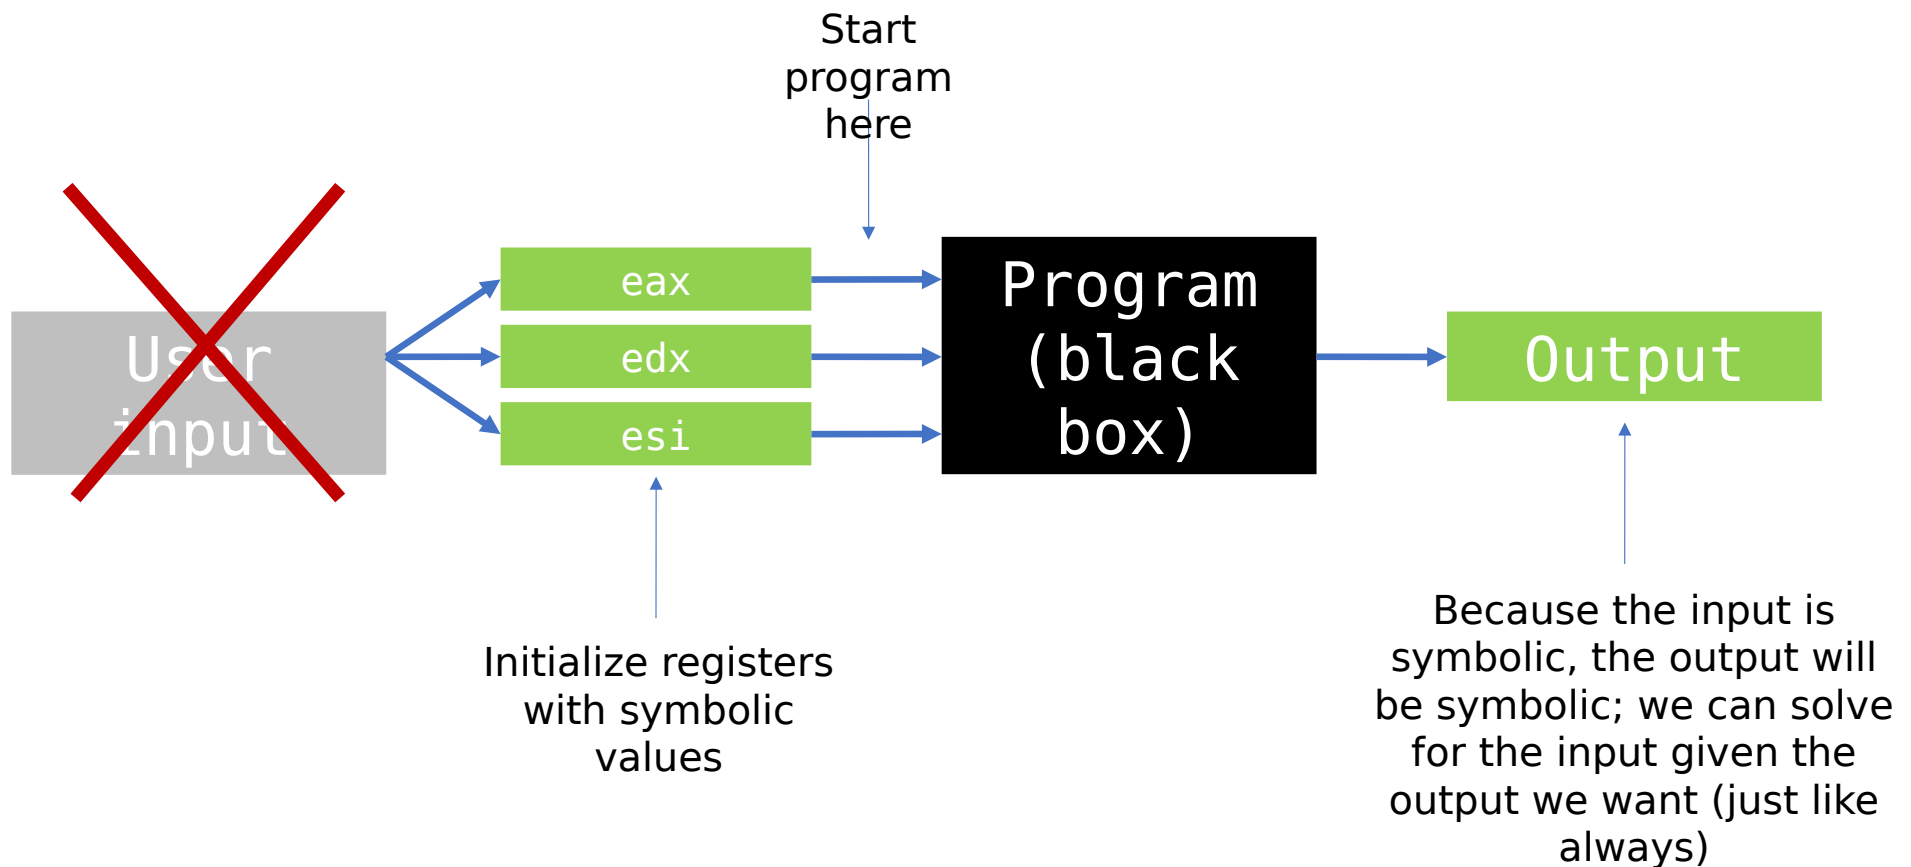 Start
program
here
User
input
eax
edx
esi
Program
(black
box)
Output
Initialize registers
with symbolic
values
Because the input is
symbolic, the output will
be symbolic; we can solve
for the input given the
output we want (just like
always)